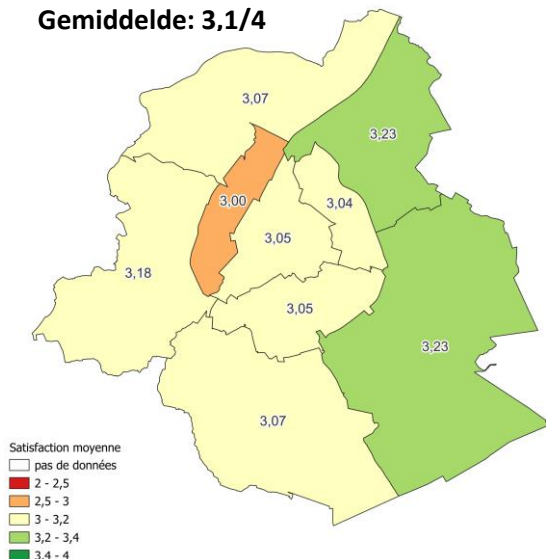 Gemiddelde: 3,1/4
3,07
3,23
3,00
3,04
3,05
3,18
3,05
3,23
3,07
Satisfaction moyenne
pas de données
2 - 2,5
2,5 - 3
3 - 3,2
3,2 - 3,4
3,4 - 4